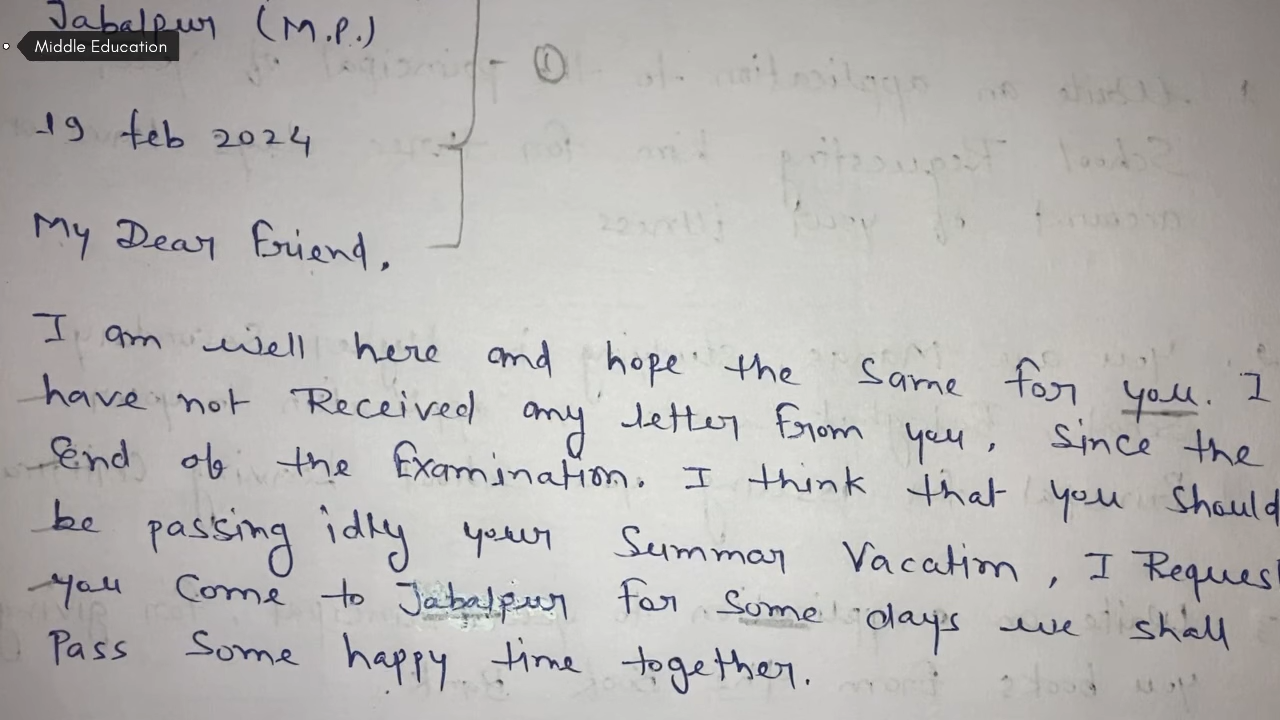 Jabalpur (M.P.)
Middle Education
①
19 feb 2024
My Dear Friend,
I am well here and hope the same for you. I
have not Received any letter from you, Since the
End of the Examination. I think that you should
be passing idly your Summar Vacation, I Reques
you Come to Jabalpur for some days we shall
Pass Some happy time together.